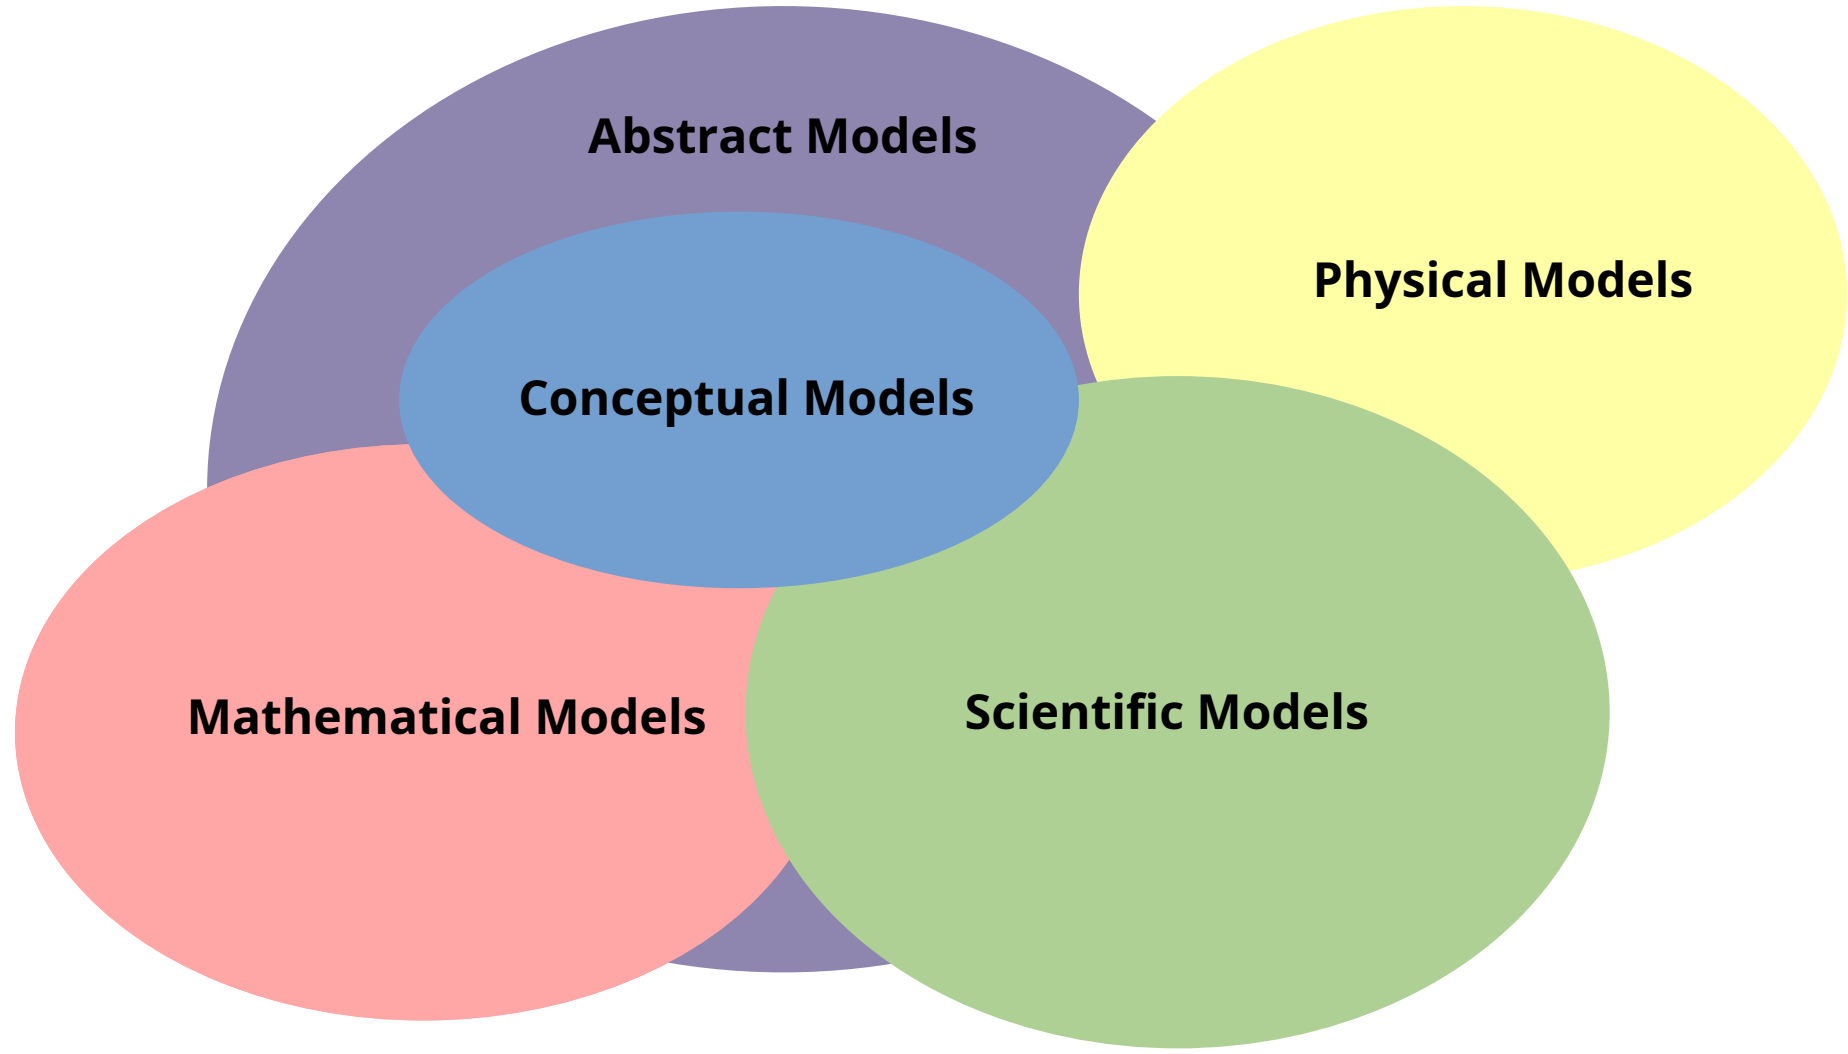 Abstract Models
Physical Models
Conceptual Models
Mathematical Models
Scientific Models